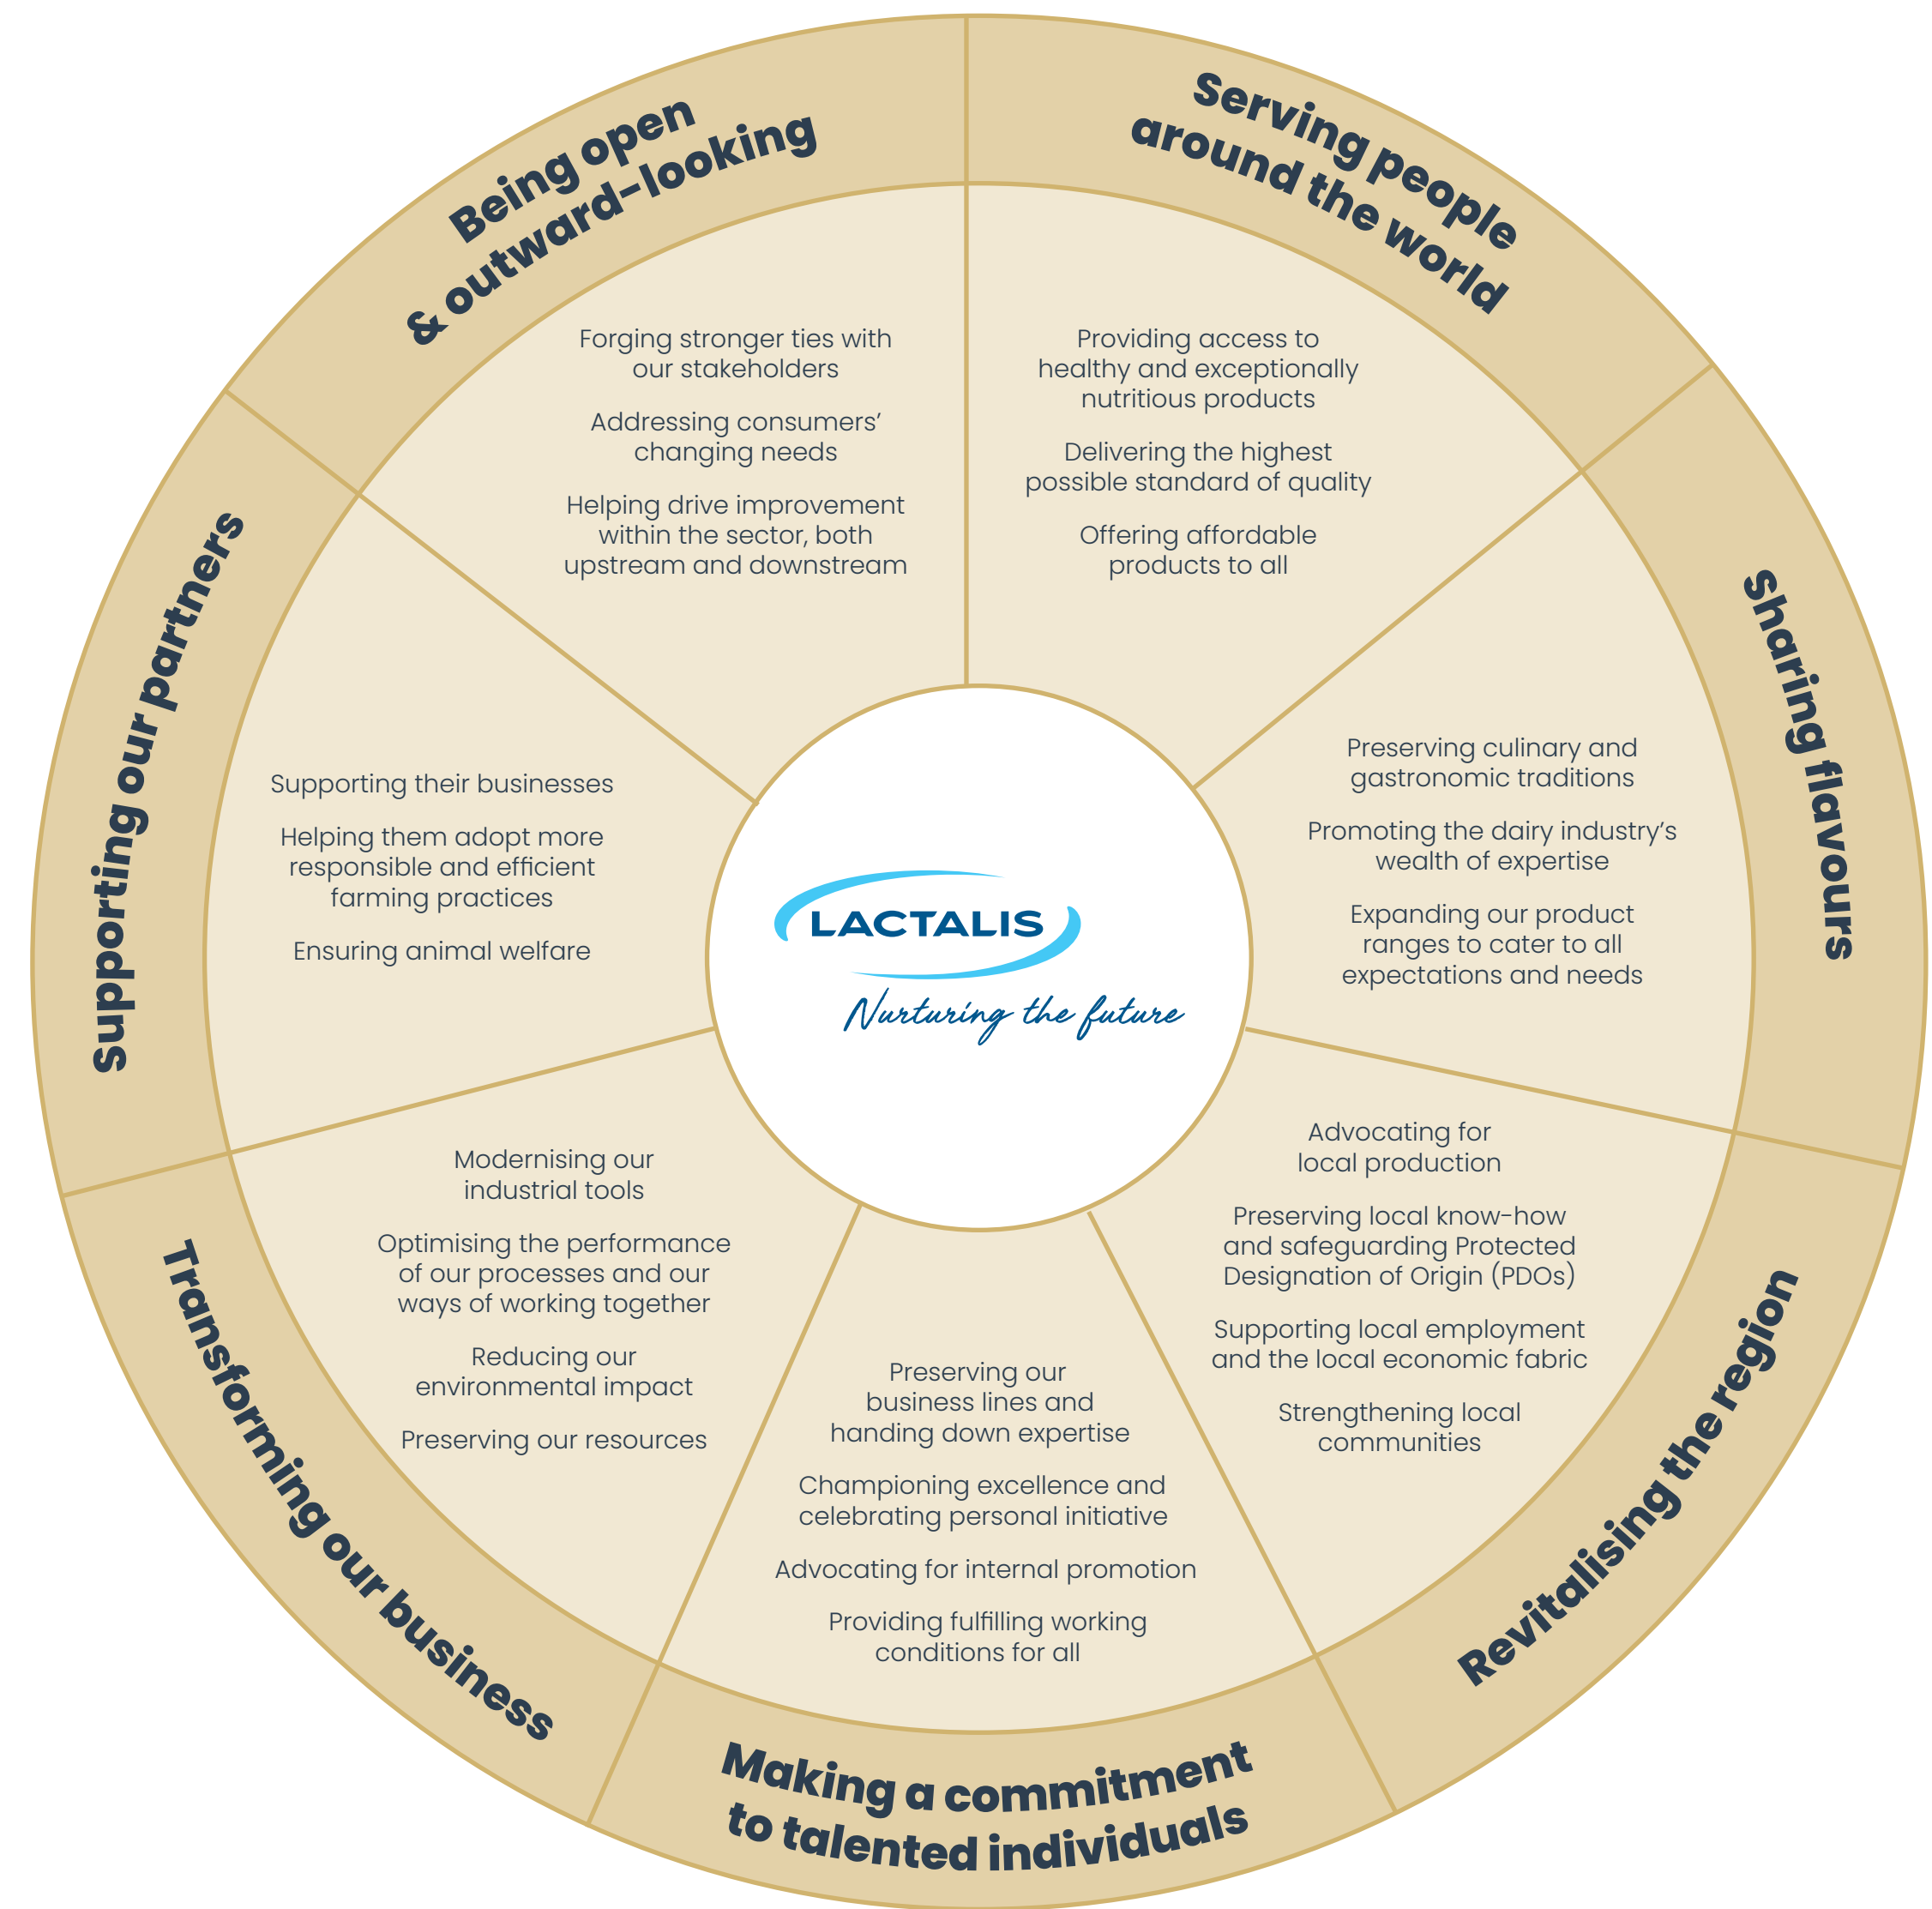 Being open
& outward-looking
Forging stronger ties with
our stakeholders
Addressing consumers’
changing needs
Helping drive improvement
within the sector, both
upstream and downstream
Serving people
around the world
Providing access to
healthy and exceptionally
nutritious products
Delivering the highest
possible standard of quality
Offering affordable
products to all
Sharing flavours
Preserving culinary and
gastronomic traditions
Promoting the dairy industry’s
wealth of expertise
Expanding our product
ranges to cater to all
expectations and needs
Revitalising the region
Advocating for
local production
Preserving local know-how
and safeguarding Protected
Designation of Origin (PDOs)
Supporting local employment
and the local economic fabric
Strengthening local
communities
Making a commitment
to talented individuals
Preserving our
business lines and
handing down expertise
Championing excellence and
celebrating personal initiative
Advocating for internal promotion
Providing fulfilling working
conditions for all
Transforming our business
Modernising our
industrial tools
Optimising the performance
of our processes and our
ways of working together
Reducing our
environmental impact
Preserving our resources
Supporting our partners
Supporting their businesses
Helping them adopt more
responsible and efficient
farming practices
Ensuring animal welfare
LACTALIS
Nurturing the future